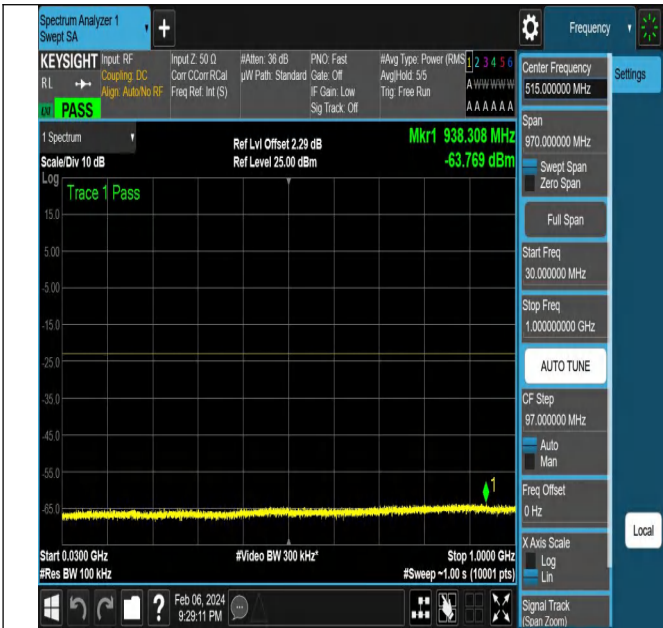 Spectrum Analyzer 1
Swept SA
+
Frequency
KEYSIGHT
Input: RF
Input Z: 50 Ω
#Atten: 36 dB
PNO: Fast
#Avg Type: Power (RMS
1 2 3 4 5 6
R L
Coupling: DC
Corr CCorr RCal
µW Path: Standard
Gate: Off
Avg|Hold: 5/5
A W W W W W
Align: Auto/No RF
Freq Ref: Int (S)
IF Gain: Low
Trig: Free Run
Sig Track: Off
A A A A A A
PASS
1 Spectrum
Ref Lvl Offset 2.29 dB
Mkr1 938.308 MHz
Scale/Div 10 dB
Ref Level 25.00 dBm
-63.769 dBm
Log
Trace 1 Pass
15.0
5.00
-5.00
-15.0
-25.0
-35.0
-45.0
-55.0
-65.0
1
Start 0.0300 GHz
#Video BW 300 kHz*
Stop 1.0000 GHz
#Res BW 100 kHz
#Sweep ~1.00 s (10001 pts)
Settings
Center Frequency
515.000000 MHz
Span
970.000000 MHz
Swept Span
Zero Span
Full Span
Start Freq
30.000000 MHz
Stop Freq
1.000000000 GHz
AUTO TUNE
CF Step
97.000000 MHz
Auto
Man
Freq Offset
0 Hz
X Axis Scale
Log
Lin
Signal Track
(Span Zoom)
Local
?
Feb 06, 2024
9:29:11 PM